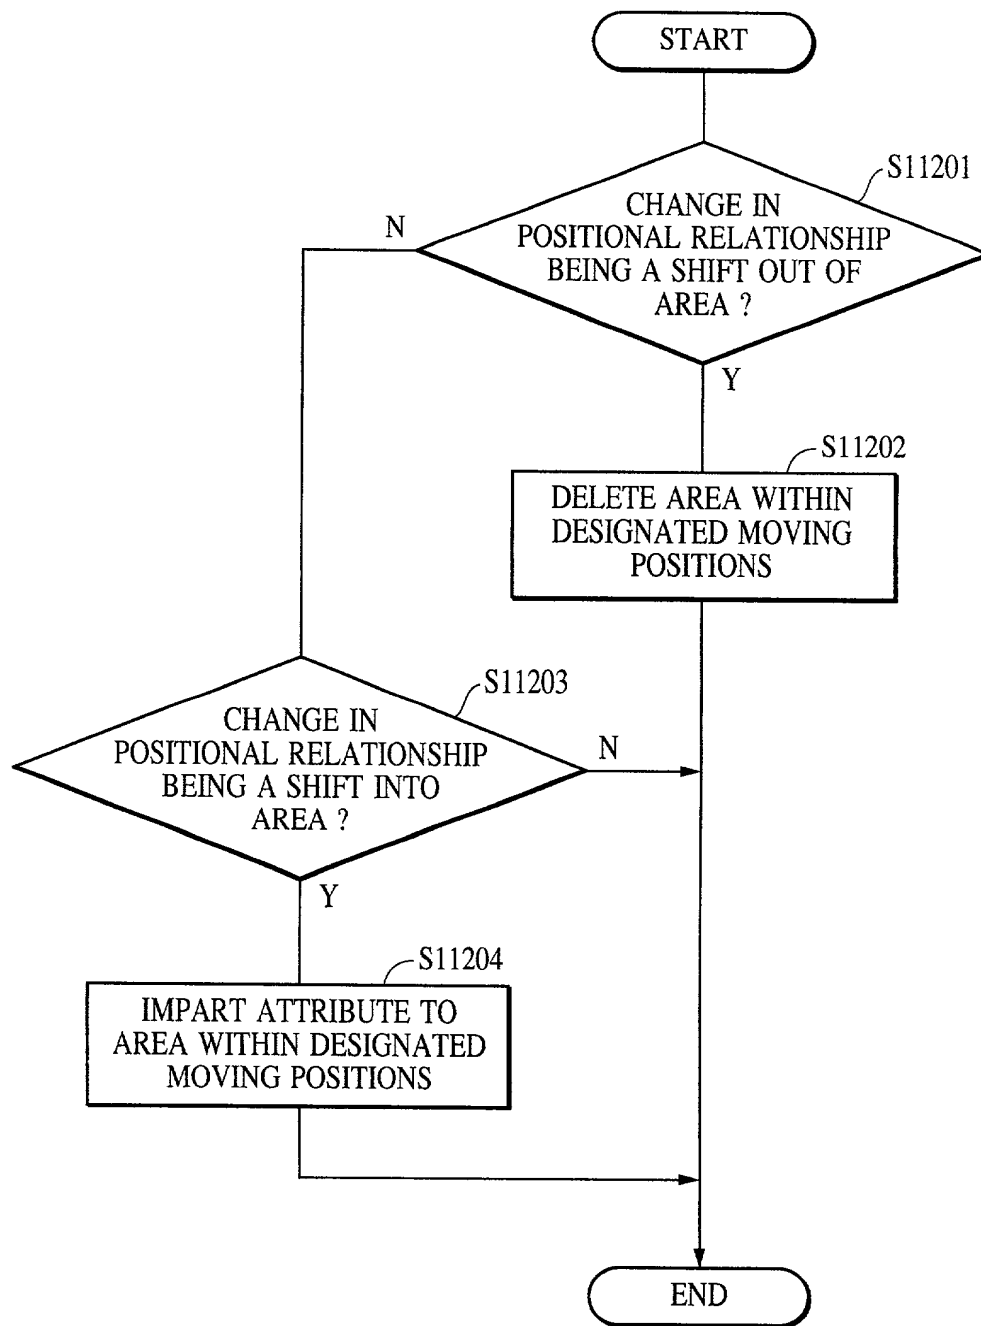 START
S11201
CHANGE IN
POSITIONAL RELATIONSHIP
BEING A SHIFT OUT OF
AREA ?
N
Y
S11202
DELETE AREA WITHIN
DESIGNATED MOVING
POSITIONS
S11203
CHANGE IN
POSITIONAL RELATIONSHIP
BEING A SHIFT INTO
AREA ?
N
Y
S11204
IMPART ATTRIBUTE TO
AREA WITHIN DESIGNATED
MOVING POSITIONS
END